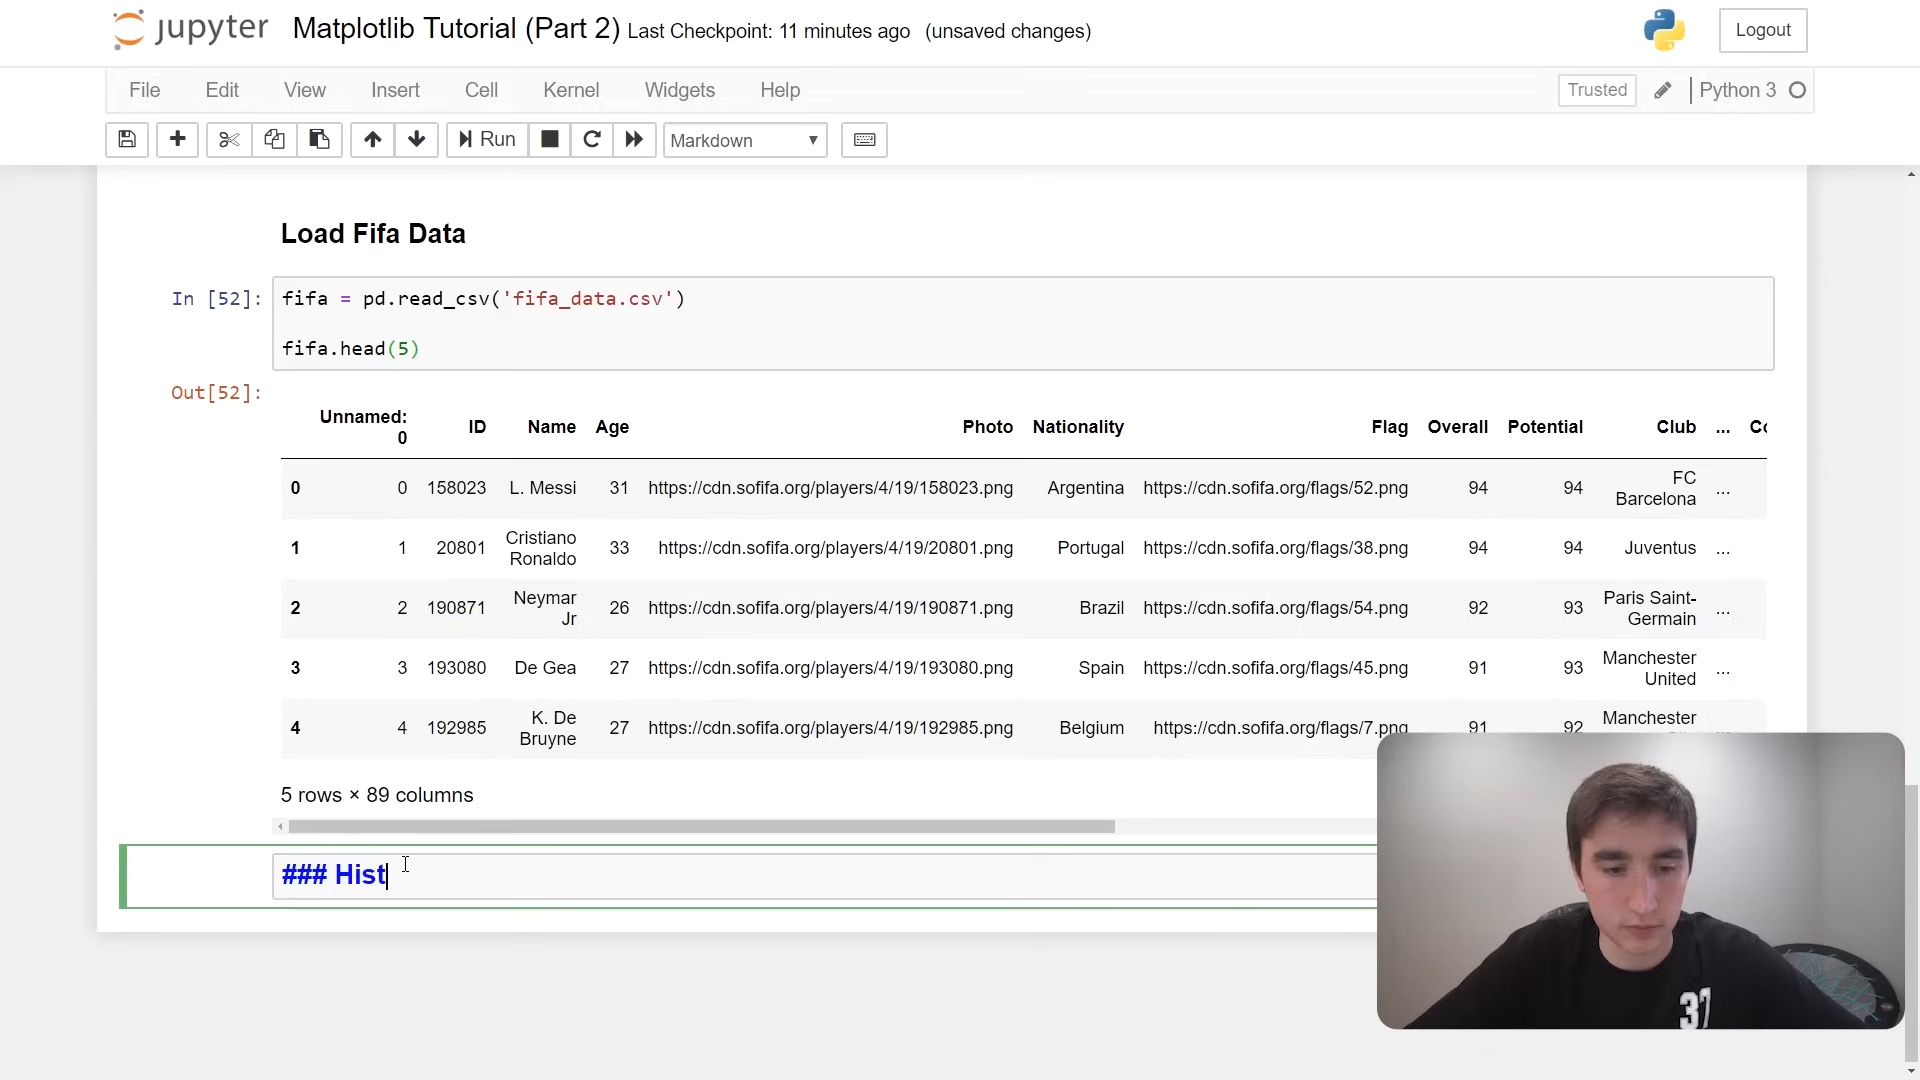 jupyter Matplotlib Tutorial (Part 2) Last Checkpoint: 11 minutes ago (unsaved changes) Logout
File Edit View Insert Cell Kernel Widgets Help Trusted Python 3
Run Markdown
Load Fifa Data
In [52]: fifa = pd.read_csv('fifa_data.csv')
fifa.head(5)
Out[52]:
Unnamed: 0 ID Name Age Photo Nationality Flag Overall Potential Club ...
0 0 158023 L. Messi 31 https://cdn.sofifa.org/players/4/19/158023.png Argentina https://cdn.sofifa.org/flags/52.png 94 94 FC Barcelona ...
1 1 20801 Cristiano Ronaldo 33 https://cdn.sofifa.org/players/4/19/20801.png Portugal https://cdn.sofifa.org/flags/38.png 94 94 Juventus ...
2 2 190871 Neymar Jr 26 https://cdn.sofifa.org/players/4/19/190871.png Brazil https://cdn.sofifa.org/flags/54.png 92 93 Paris Saint-Germain ...
3 3 193080 De Gea 27 https://cdn.sofifa.org/players/4/19/193080.png Spain https://cdn.sofifa.org/flags/45.png 91 93 Manchester United ...
4 4 192985 K. De Bruyne 27 https://cdn.sofifa.org/players/4/19/192985.png Belgium https://cdn.sofifa.org/flags/7.png 91 92 Manchester
5 rows × 89 columns
### Hist
37